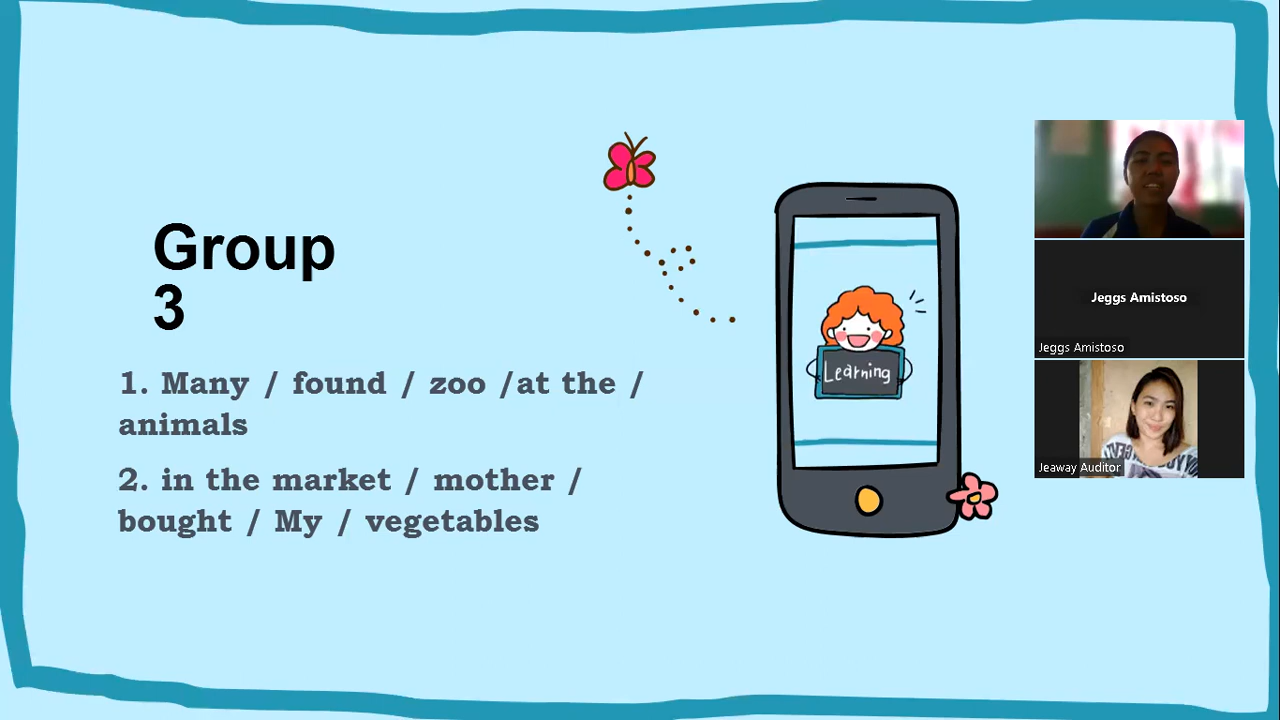 Group
3
1. Many / found / zoo /at the /
animals
2. in the market / mother /
bought / My / vegetables
Learning
Jeggs Amistoso
Jeggs Amistoso
Jeaway Auditor